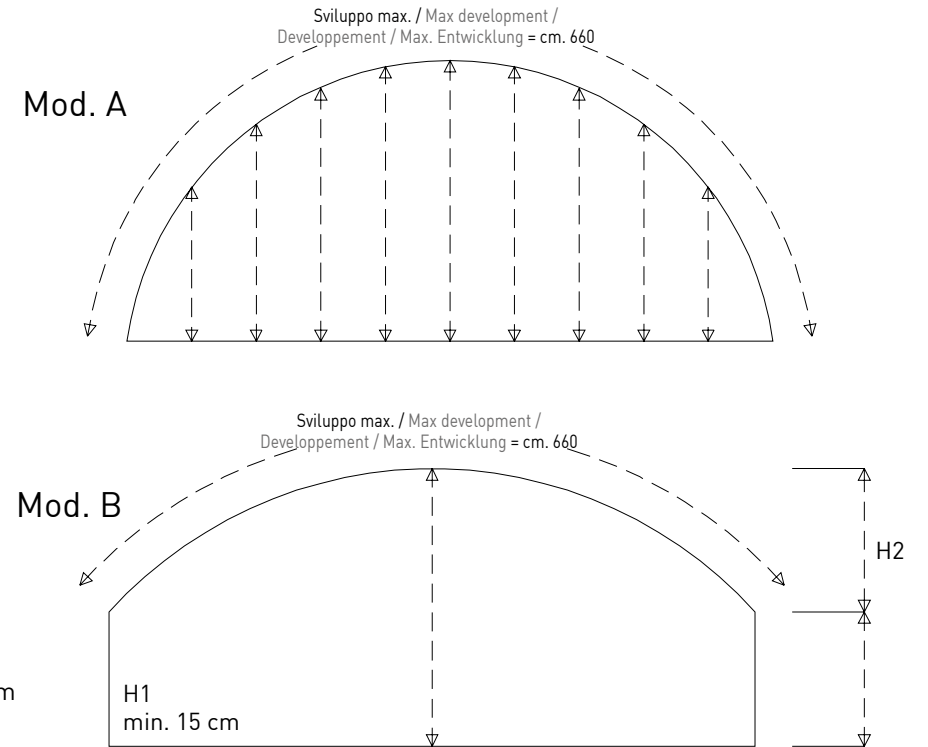 Sviluppo max. / Max development /
Developpement / Max. Entwicklung = cm. 660
Mod. A
Sviluppo max. / Max development /
Developpement / Max. Entwicklung = cm. 660
Mod. B
H2
m
H1
min. 15 cm